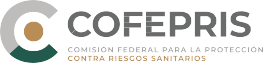 COFEPRIS
COMISIÓN FEDERAL PARA LA PROTECCIÓN
CONTRA RIESGOS SANITARIOS